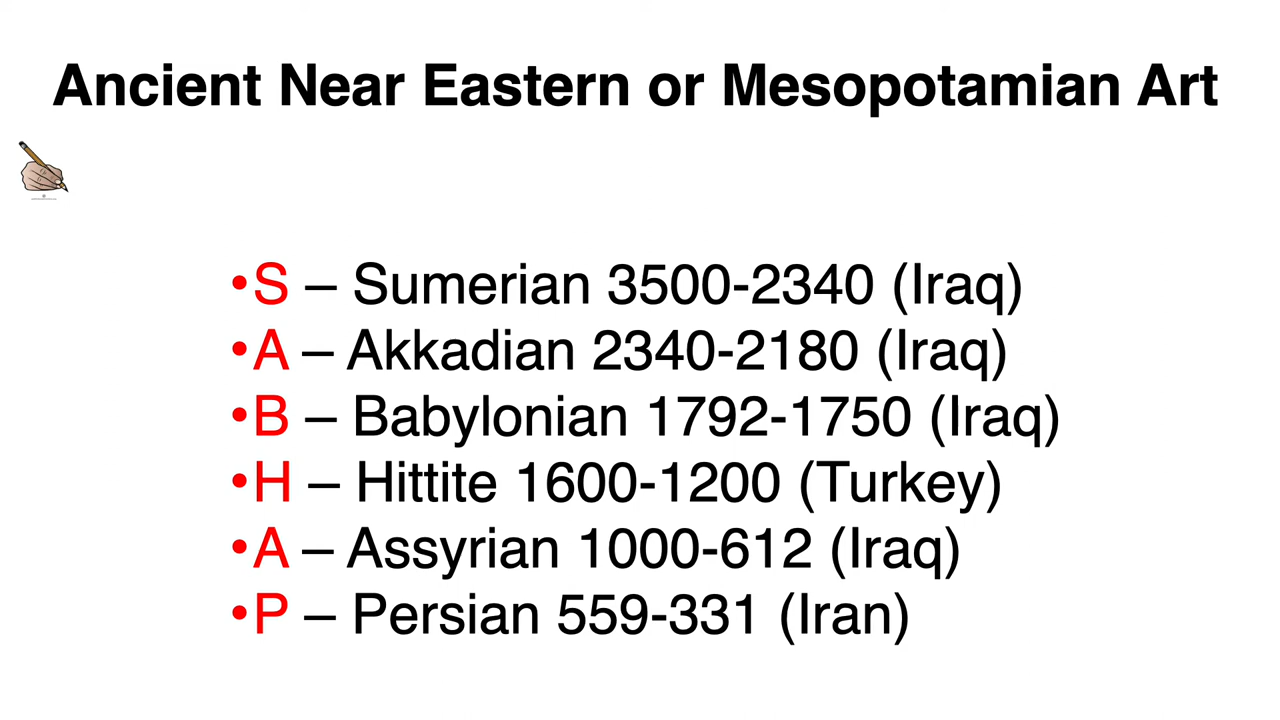 Ancient Near Eastern or Mesopotamian Art
•S – Sumerian 3500-2340 (Iraq)
•A – Akkadian 2340-2180 (Iraq)
•B – Babylonian 1792-1750 (Iraq)
•H – Hittite 1600-1200 (Turkey)
•A – Assyrian 1000-612 (Iraq)
•P – Persian 559-331 (Iran)